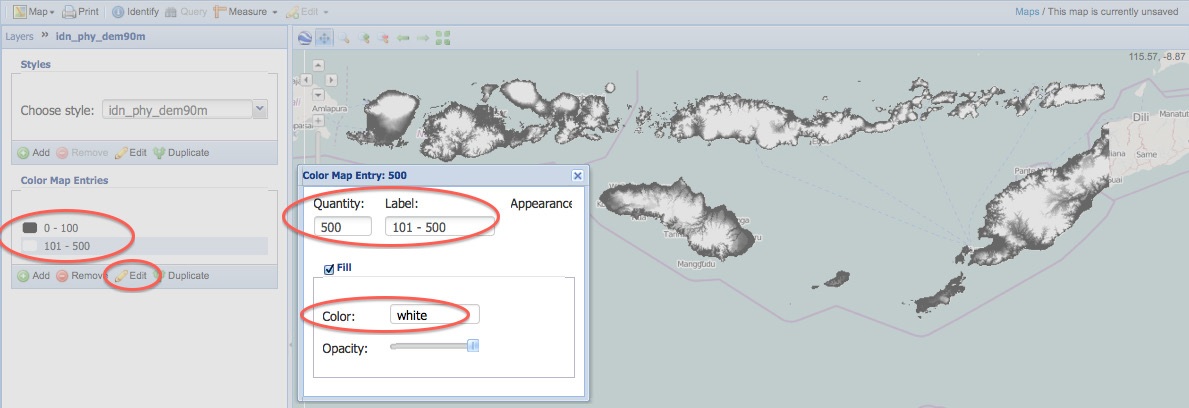 Map Print Identify Query Measure Edit Maps / This map is currently unsaved
Layers » idn_phy_dem90m
115.57, -8.87
Styles
Choose style: idn_phy_dem90m
Add Remove Edit Duplicate
Color Map Entries
0 - 100
101 - 500
Add Remove Edit Duplicate
Color Map Entry: 500
Quantity: Label: Appearance
500 101 - 500
Fill
Color: white
Opacity:
Amlapura
Dili
Manatut
Same
Manggudu